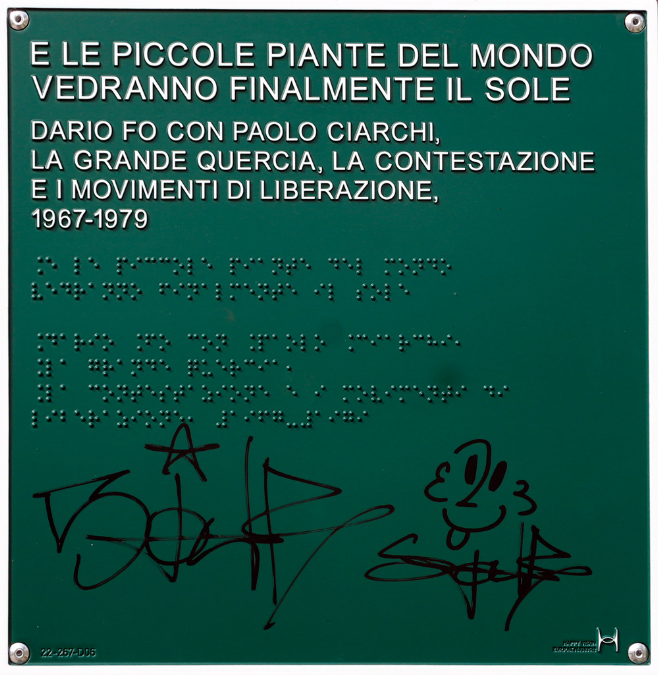 E LE PICCOLE PIANTE DEL MONDO
VEDRANNO FINALMENTE IL SOLE
DARIO FO CON PAOLO CIARCHI,
LA GRANDE QUERCIA, LA CONTESTAZIONE
E I MOVIMENTI DI LIBERAZIONE,
1967-1979
22-267-D06